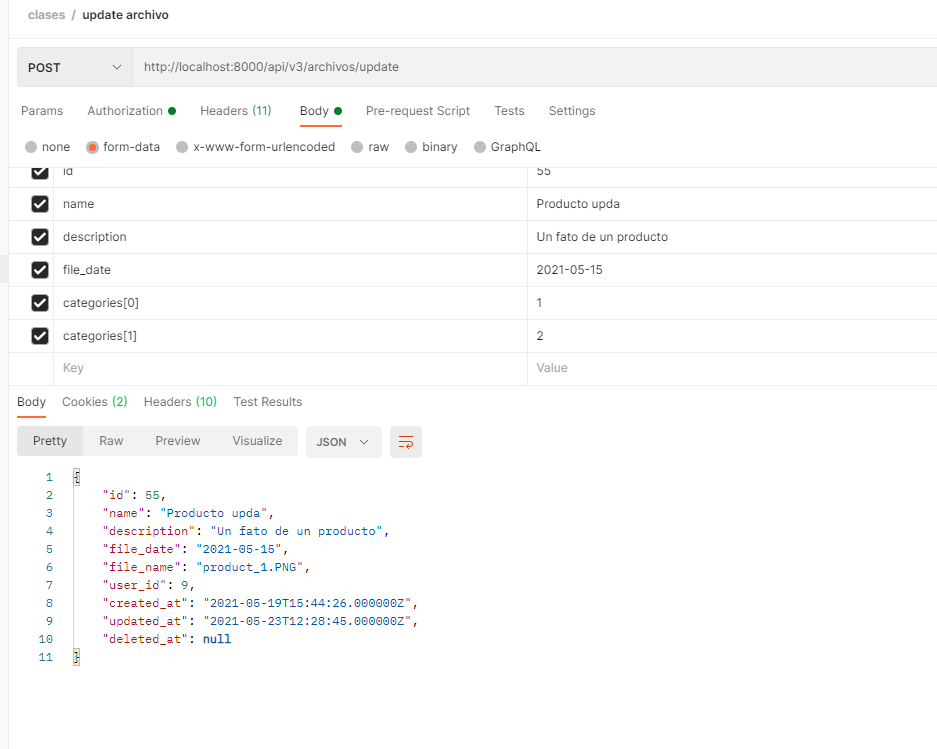 clases / update archivo
POST http://localhost:8000/api/v3/archivos/update
Params Authorization Headers (11) Body Pre-request Script Tests Settings
none form-data x-www-form-urlencoded raw binary GraphQL
id 55
name Producto upda
description Un fato de un producto
file_date 2021-05-15
categories[0] 1
categories[1] 2
Key Value
Body Cookies (2) Headers (10) Test Results
Pretty Raw Preview Visualize JSON
1 {
2 "id": 55,
3 "name": "Producto upda",
4 "description": "Un fato de un producto",
5 "file_date": "2021-05-15",
6 "file_name": "product_1.PNG",
7 "user_id": 9,
8 "created_at": "2021-05-19T15:44:26.000000Z",
9 "updated_at": "2021-05-23T12:28:45.000000Z",
10 "deleted_at": null
11 }